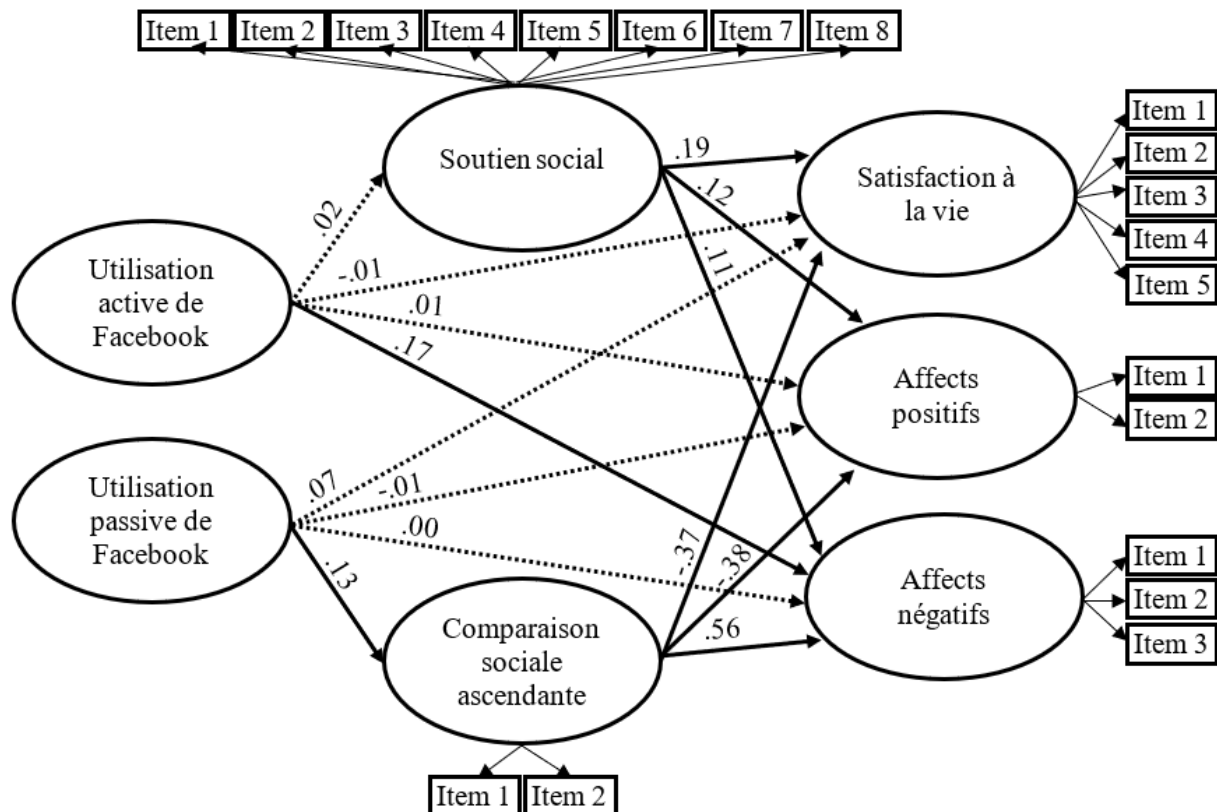 Item 1 Item 2 Item 3 Item 4 Item 5 Item 6 Item 7 Item 8
Soutien social
.19
.12
.11
Satisfaction à
la vie
Item 1
Item 2
Item 3
Item 4
Item 5
Utilisation
active de
Facebook
.02
-.01
.01
.17
Affects
positifs
Item 1
Item 2
Utilisation
passive de
Facebook
.07
-.01
.00
.13
Comparaison
sociale
ascendante
-.37
-.38
.56
Affects
négatifs
Item 1
Item 2
Item 3
Item 1 Item 2